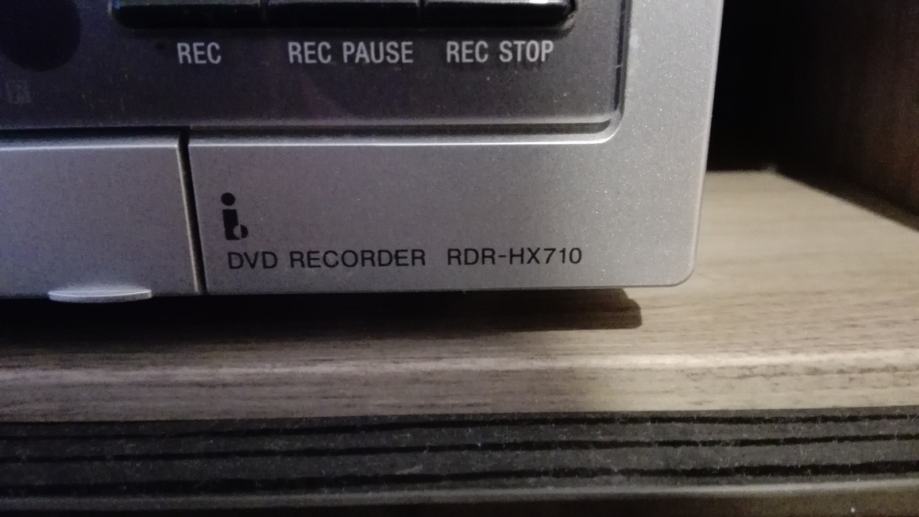 REC REC PAUSE REC STOP
DVD RECORDER RDR-HX710